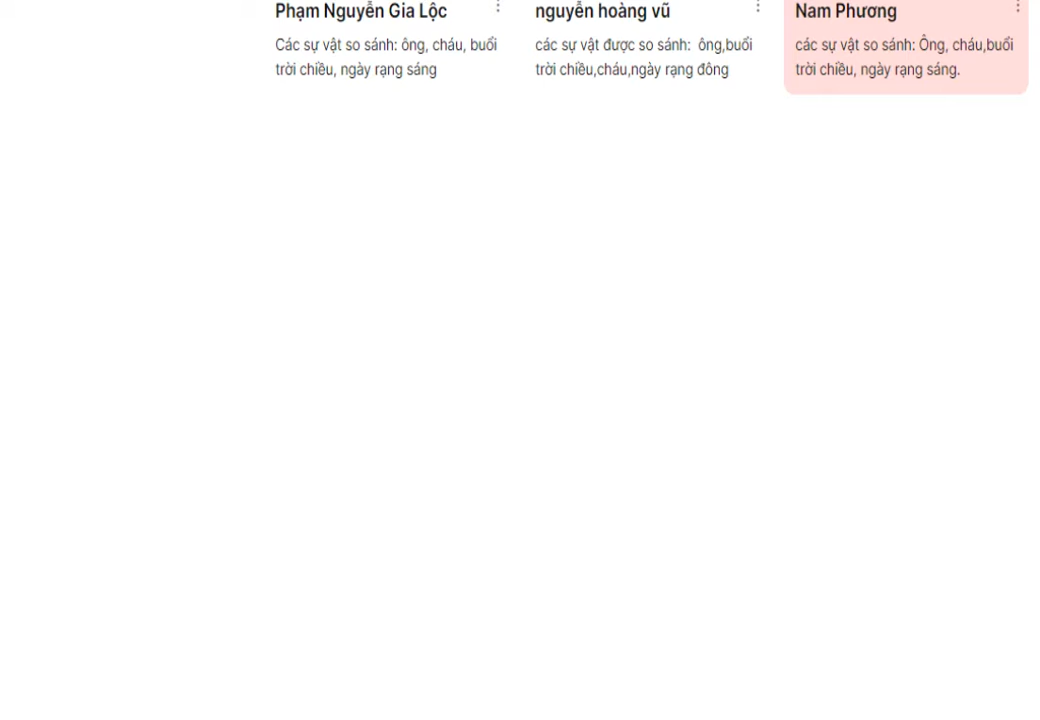 Phạm Nguyễn Gia Lộc
Các sự vật so sánh: ông, cháu, buổi
trời chiều, ngày rạng sáng
nguyễn hoàng vũ
các sự vật được so sánh:  ông,buổi
trời chiều,cháu,ngày rạng đông
Nam Phương
các sự vật so sánh: Ông, cháu,buổi
trời chiều, ngày rạng sáng.